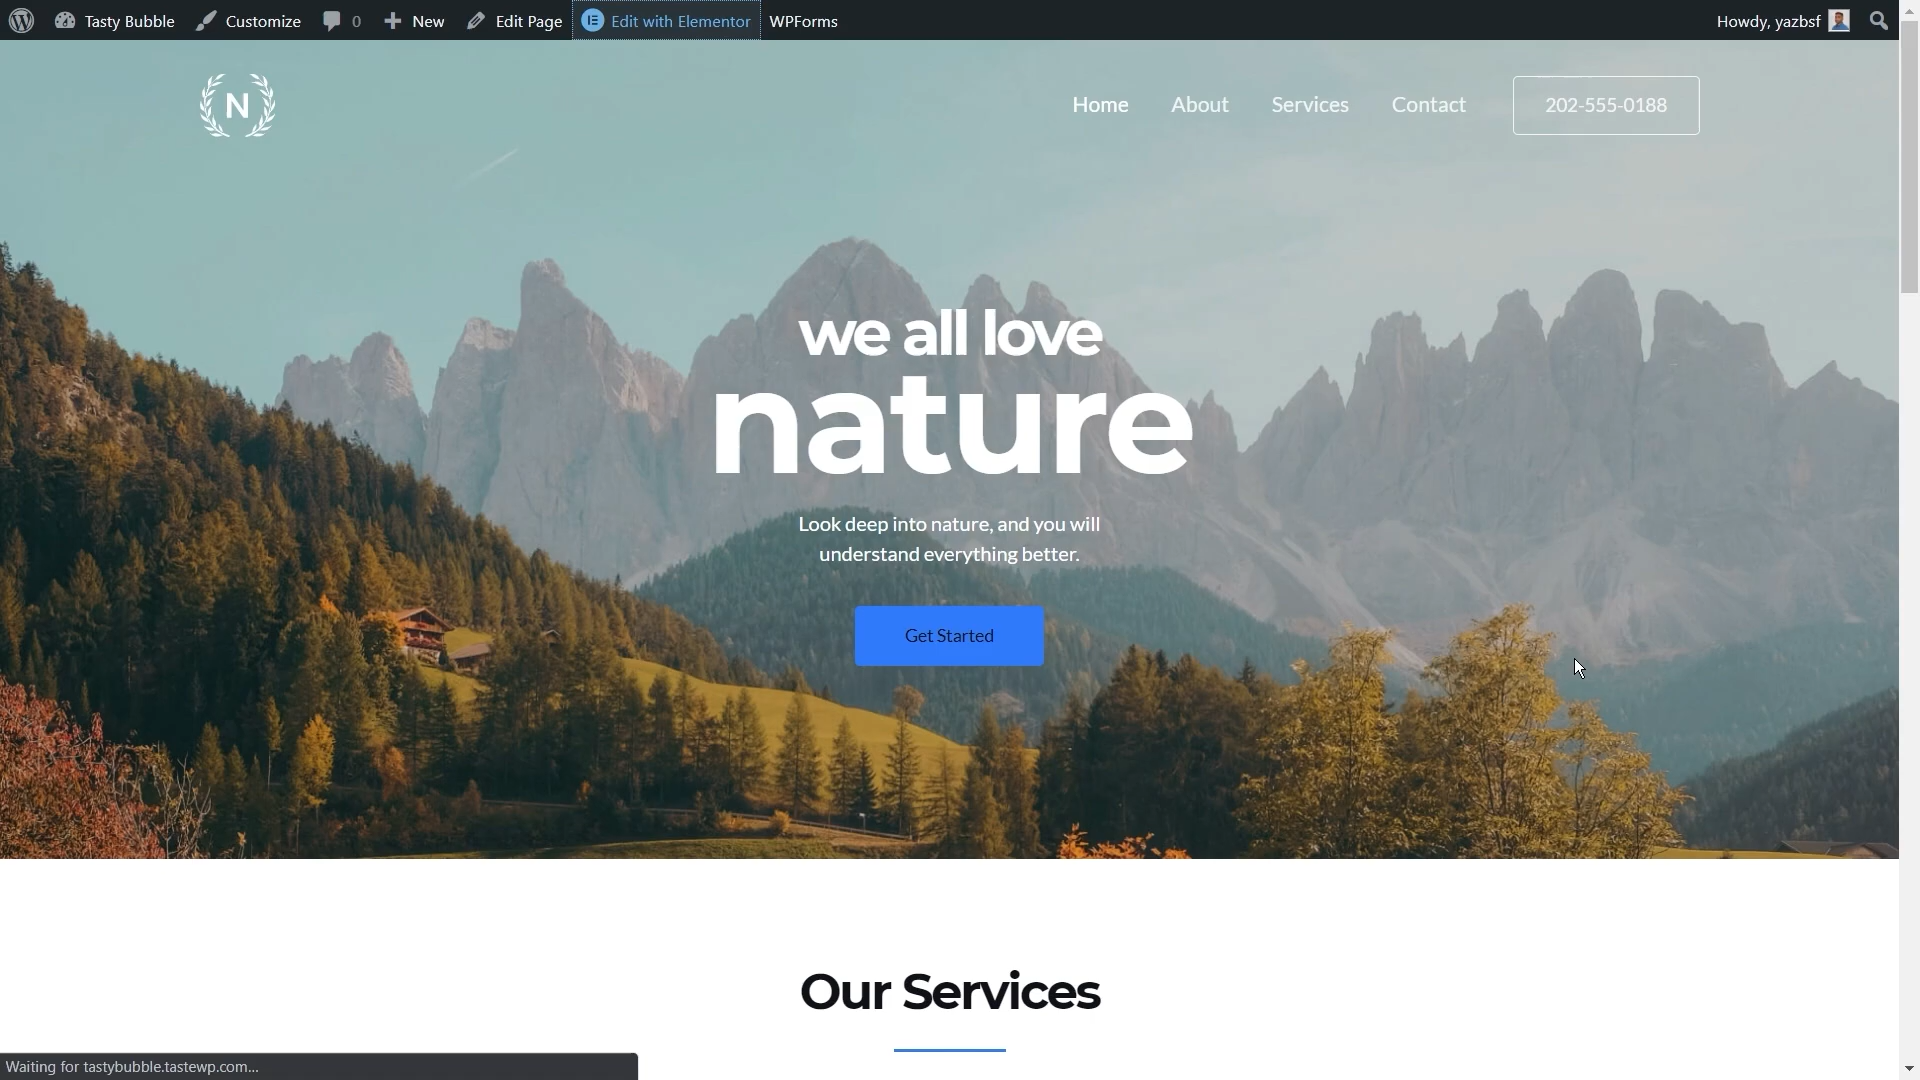 Tasty Bubble Customize 0 New Edit Page Edit with Elementor WPForms Howdy, yazbsf
N Home About Services Contact 202-555-0188
we all love
nature
Look deep into nature, and you will
understand everything better.
Get Started
Our Services
Waiting for tastybubble.tastewp.com...